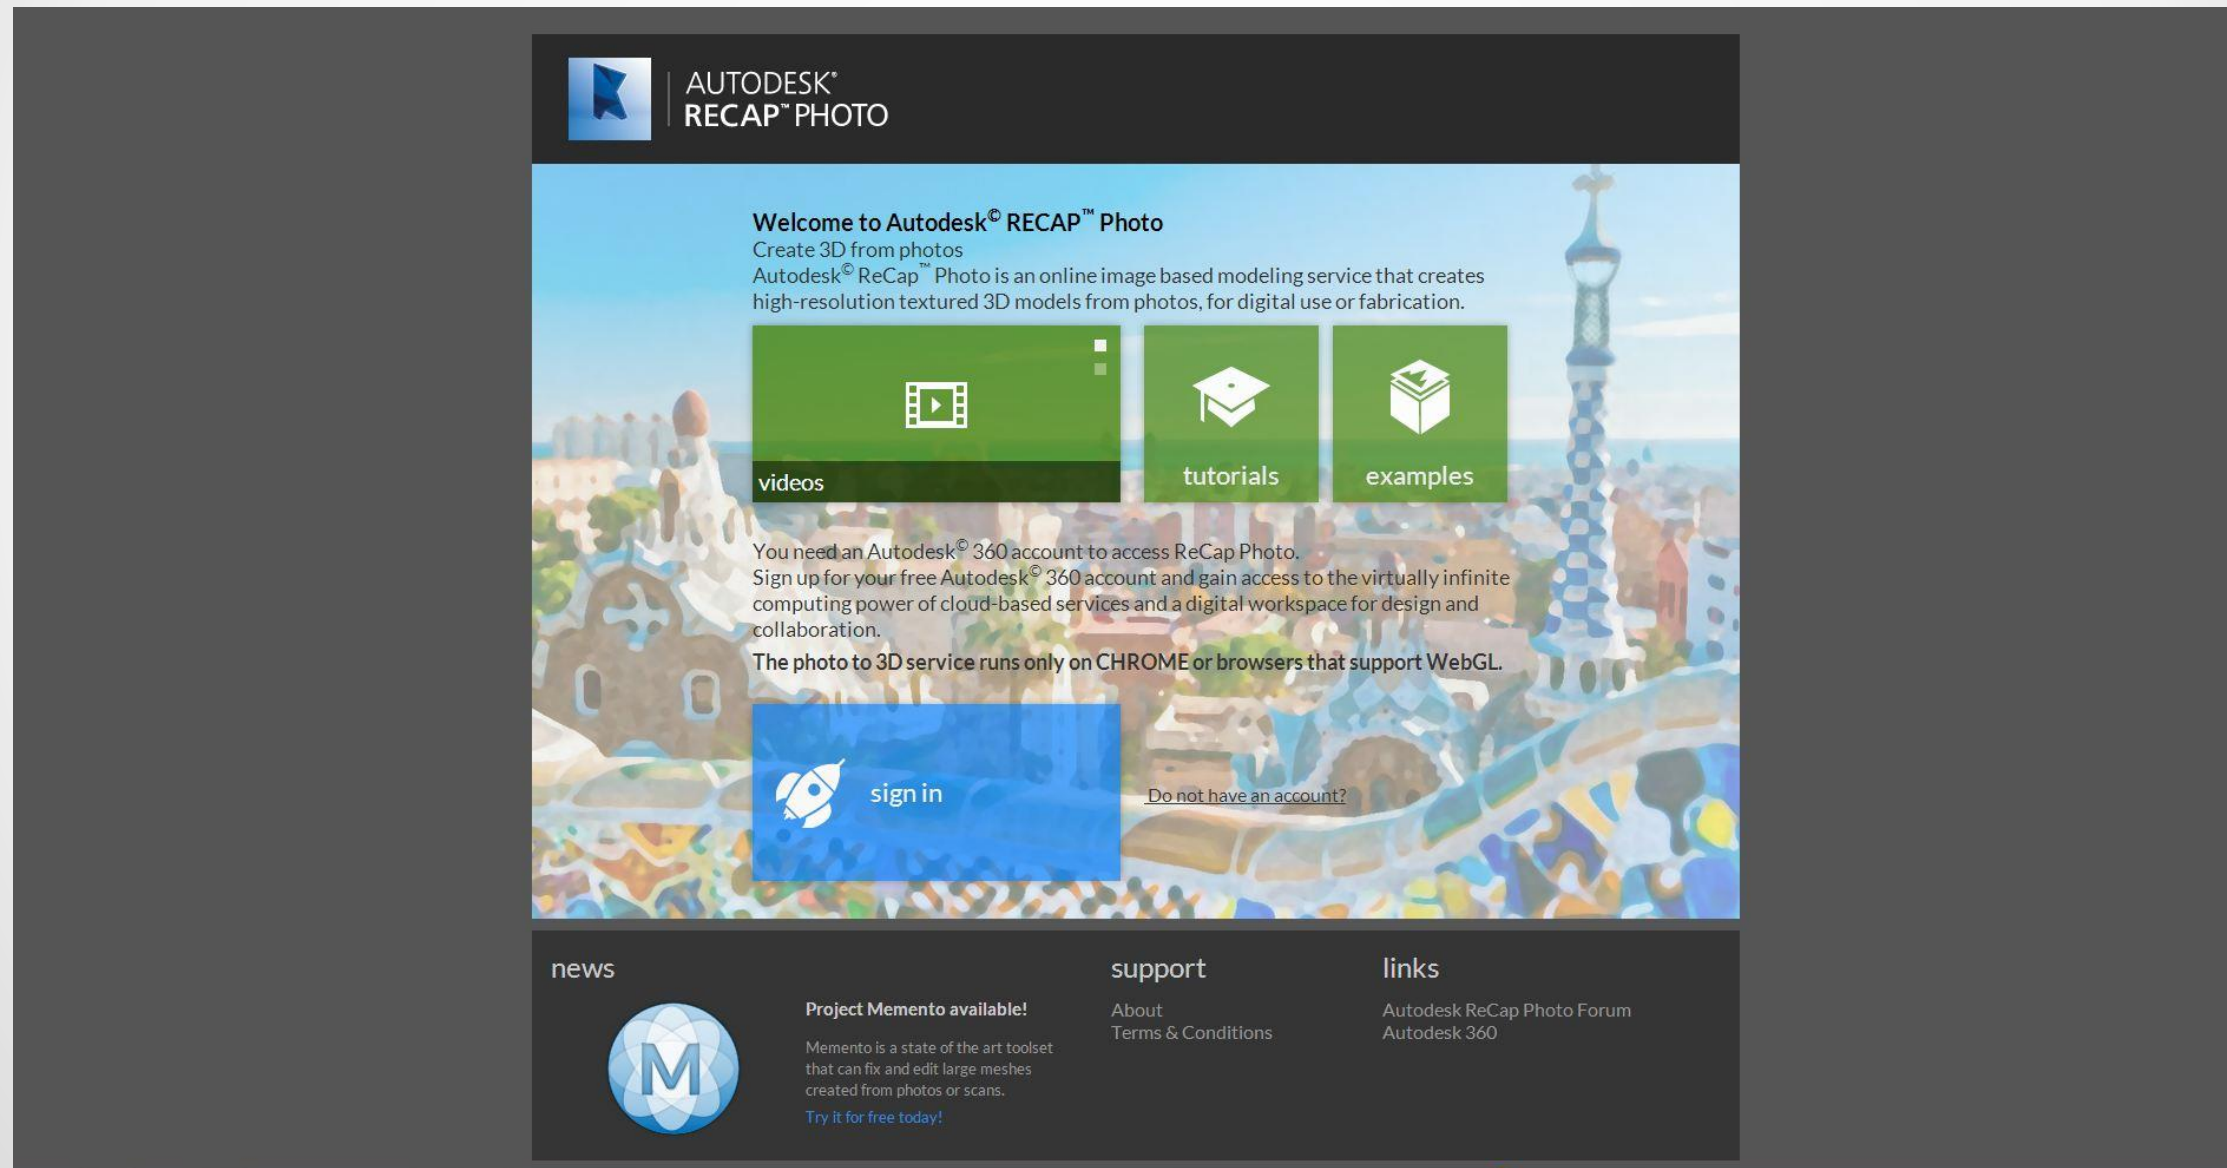 AUTODESK®
RECAP™ PHOTO
Welcome to Autodesk© RECAP™ Photo
Create 3D from photos
Autodesk© ReCap™ Photo is an online image based modeling service that creates
high-resolution textured 3D models from photos, for digital use or fabrication.
videos
tutorials
examples
You need an Autodesk© 360 account to access ReCap Photo.
Sign up for your free Autodesk© 360 account and gain access to the virtually infinite
computing power of cloud-based services and a digital workspace for design and
collaboration.
The photo to 3D service runs only on CHROME or browsers that support WebGL.
sign in
Do not have an account?
news
M
Project Memento available!
Memento is a state of the art toolset
that can fix and edit large meshes
created from photos or scans.
Try it for free today!
support
About
Terms & Conditions
links
Autodesk ReCap Photo Forum
Autodesk 360